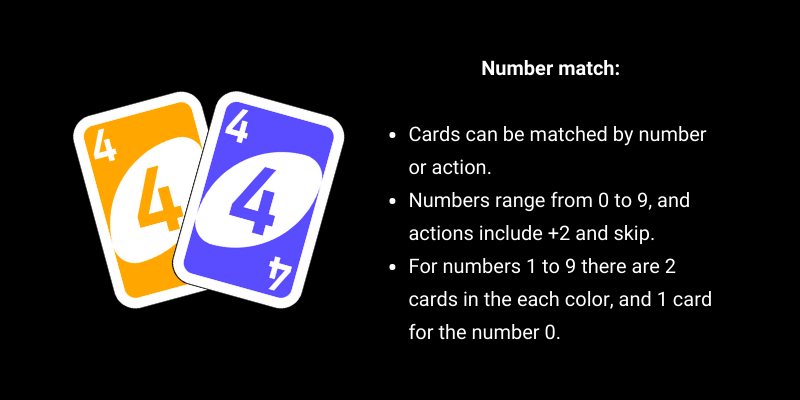 4
4
4
4
4
Number match:
• Cards can be matched by number
or action.
• Numbers range from 0 to 9, and
actions include +2 and skip.
• For numbers 1 to 9 there are 2
cards in the each color, and 1 card
for the number 0.